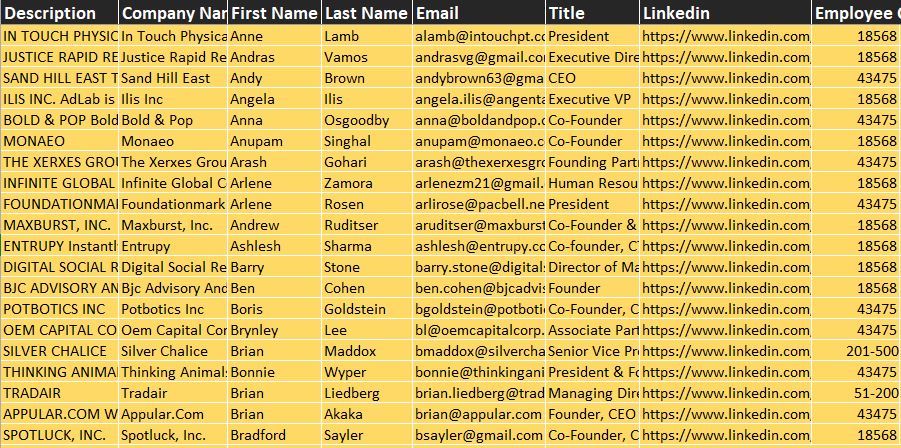 Description Company Nar First Name Last Name Email Title Linkedin Employee
IN TOUCH PHYSIC In Touch Physica Anne Lamb alamb@intouchpt.c President https://www.linkedin.com, 18568
JUSTICE RAPID RE Justice Rapid Re Andras Vamos andrasvg@gmail.co Executive Dire https://www.linkedin.com, 18568
SAND HILL EAST T Sand Hill East Andy Brown andybrown63@gma CEO https://www.linkedin.com, 43475
ILIS INC. AdLab is Ilis Inc Angela Ilis angela.ilis@angenta Executive VP https://www.linkedin.com, 18568
BOLD & POP Bold Bold & Pop Anna Osgoodby anna@boldandpop.c Co-Founder https://www.linkedin.com, 43475
MONAEO Monaeo Anupam Singhal anupam@monaeo.c Co-Founder https://www.linkedin.com, 18568
THE XERXES GROU The Xerxes Grou Arash Gohari arash@thexerxesgr Founding Part https://www.linkedin.com, 43475
INFINITE GLOBAL Infinite Global C Arlene Zamora arlenezm21@gmail. Human Resou https://www.linkedin.com, 18568
FOUNDATIONMAI Foundationmark Arlene Rosen arlirose@pacbell.ne President https://www.linkedin.com, 43475
MAXBURST, INC. Maxburst, Inc. Andrew Ruditser aruditser@maxburst Co-Founder & https://www.linkedin.com, 18568
ENTRUPY Instantl Entrupy Ashlesh Sharma ashlesh@entrupy.cc Co-founder, C https://www.linkedin.com, 18568
DIGITAL SOCIAL R Digital Social Re Barry Stone barry.stone@digital Director of Ma https://www.linkedin.com, 18568
BJC ADVISORY AN Bjc Advisory And Ben Cohen ben.cohen@bjcadvis Founder https://www.linkedin.com, 18568
POTBOTICS INC Potbotics Inc Boris Goldstein bgoldstein@potboti Co-Founder, C https://www.linkedin.com, 43475
OEM CAPITAL CO Oem Capital Cor Brynley Lee bl@oemcapitalcorp. Associate Part https://www.linkedin.com, 43475
SILVER CHALICE Silver Chalice Brian Maddox bmaddox@silvercha Senior Vice Pr https://www.linkedin.com, 201-500
THINKING ANIMA Thinking Animal Bonnie Wyper bonnie@thinkingani President & Fo https://www.linkedin.com, 43475
TRADAIR Tradair Brian Liedberg brian.liedberg@trad Managing Dire https://www.linkedin.com, 51-200
APPULAR.COM W Appular.Com Brian Akaka brian@appular.com Founder, CEO https://www.linkedin.com, 43475
SPOTLUCK, INC. Spotluck, Inc. Bradford Sayler bsayler@gmail.com Co-Founder, C https://www.linkedin.com, 18568